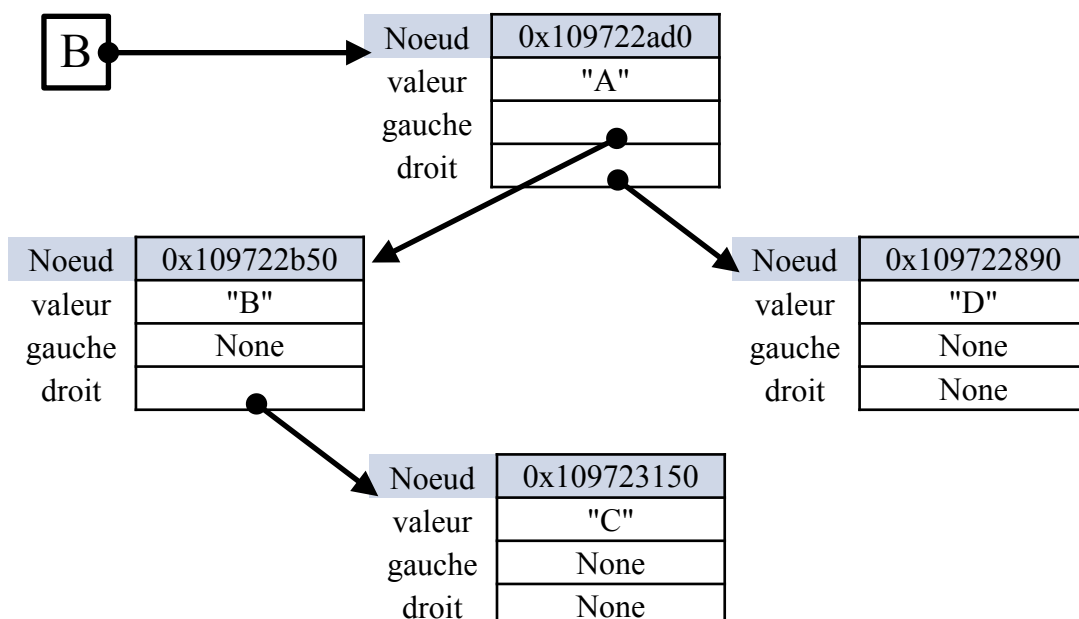 B
Noeud 0x109722ad0
valeur "A"
gauche
droit
Noeud 0x109722b50
valeur "B"
gauche None
droit
Noeud 0x109722890
valeur "D"
gauche None
droit None
Noeud 0x109723150
valeur "C"
gauche None
droit None